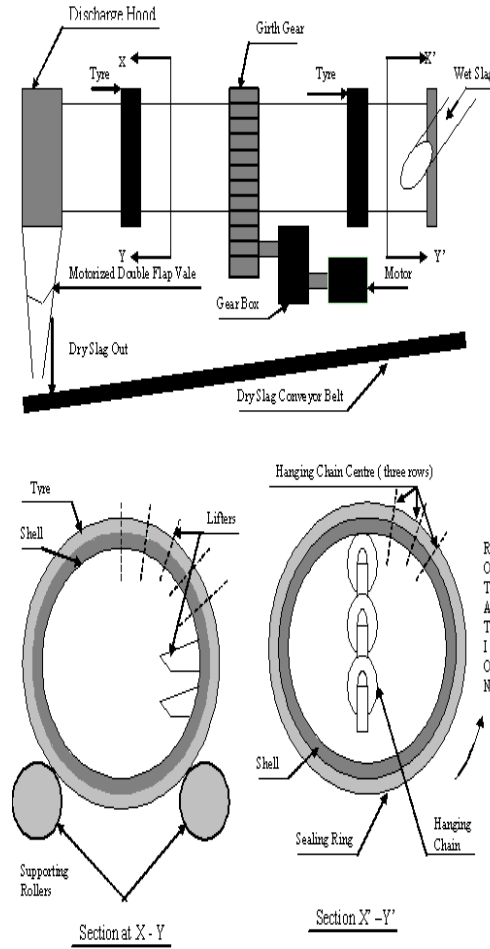 Discharge Hood
Girth Gear
X
X'
Tyre
Tyre
Wet Slag
Y
Y'
Motorized Double Flap Vale
Motor
Gear Box
Dry Slag Out
Dry Slag Conveyor Belt
Hanging Chain Centre ( three rows)
Tyre
Lifters
Shell
ROTATION
Shell
Sealing Ring
Hanging
Chain
Supporting
Rollers
Section at X - Y
Section X' –Y'